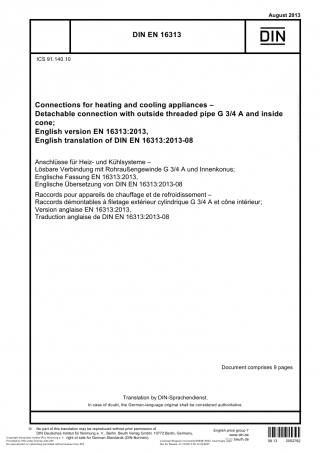 August 2013
DIN EN 16313
DIN
ICS 91.140.10
Connections for heating and cooling appliances –
Detachable connection with outside threaded pipe G 3/4 A and inside
cone;
English version EN 16313:2013,
English translation of DIN EN 16313:2013-08
Anschlüsse für Heiz- und Kühlsysteme –
Lösbare Verbindung mit Rohraußengewinde G 3/4 A und Innenkonus;
Englische Fassung EN 16313:2013,
Englische Übersetzung von DIN EN 16313:2013-08
Raccords pour appareils de chauffage et de refroidissement –
Raccords démontables à filetage extérieur cylindrique G 3/4 A et cône intérieur;
Version anglaise EN 16313:2013,
Traduction anglaise de DIN EN 16313:2013-08
Document comprises 9 pages
Translation by DIN-Sprachendienst.
In case of doubt, the German-language original shall be considered authoritative.
© No part of this translation may be reproduced without prior permission of
DIN Deutsches Institut für Normung e. V., Berlin. Beuth Verlag GmbH, 10772 Berlin, Germany,
right of sale for German Standards (DIN-Normen).
English price group 7
www.din.de
www.beuth.de